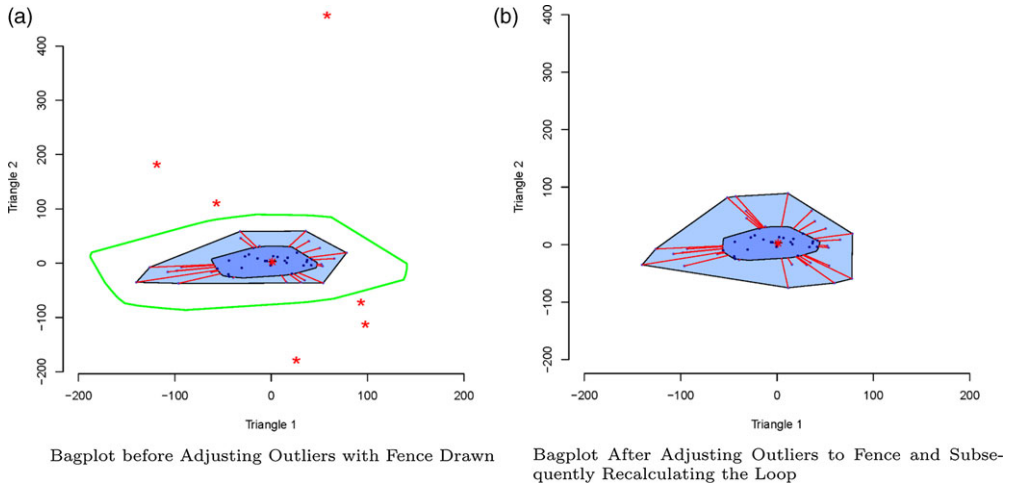 (a)
400
300
200
100
0
−100
−200
Triangle 2
−200
−100
0
100
200
Triangle 1
Bagplot before Adjusting Outliers with Fence Drawn
(b)
400
300
200
100
0
−100
−200
Triangle 2
−200
−100
0
100
200
Triangle 1
Bagplot After Adjusting Outliers to Fence and Subse-
quently Recalculating the Loop